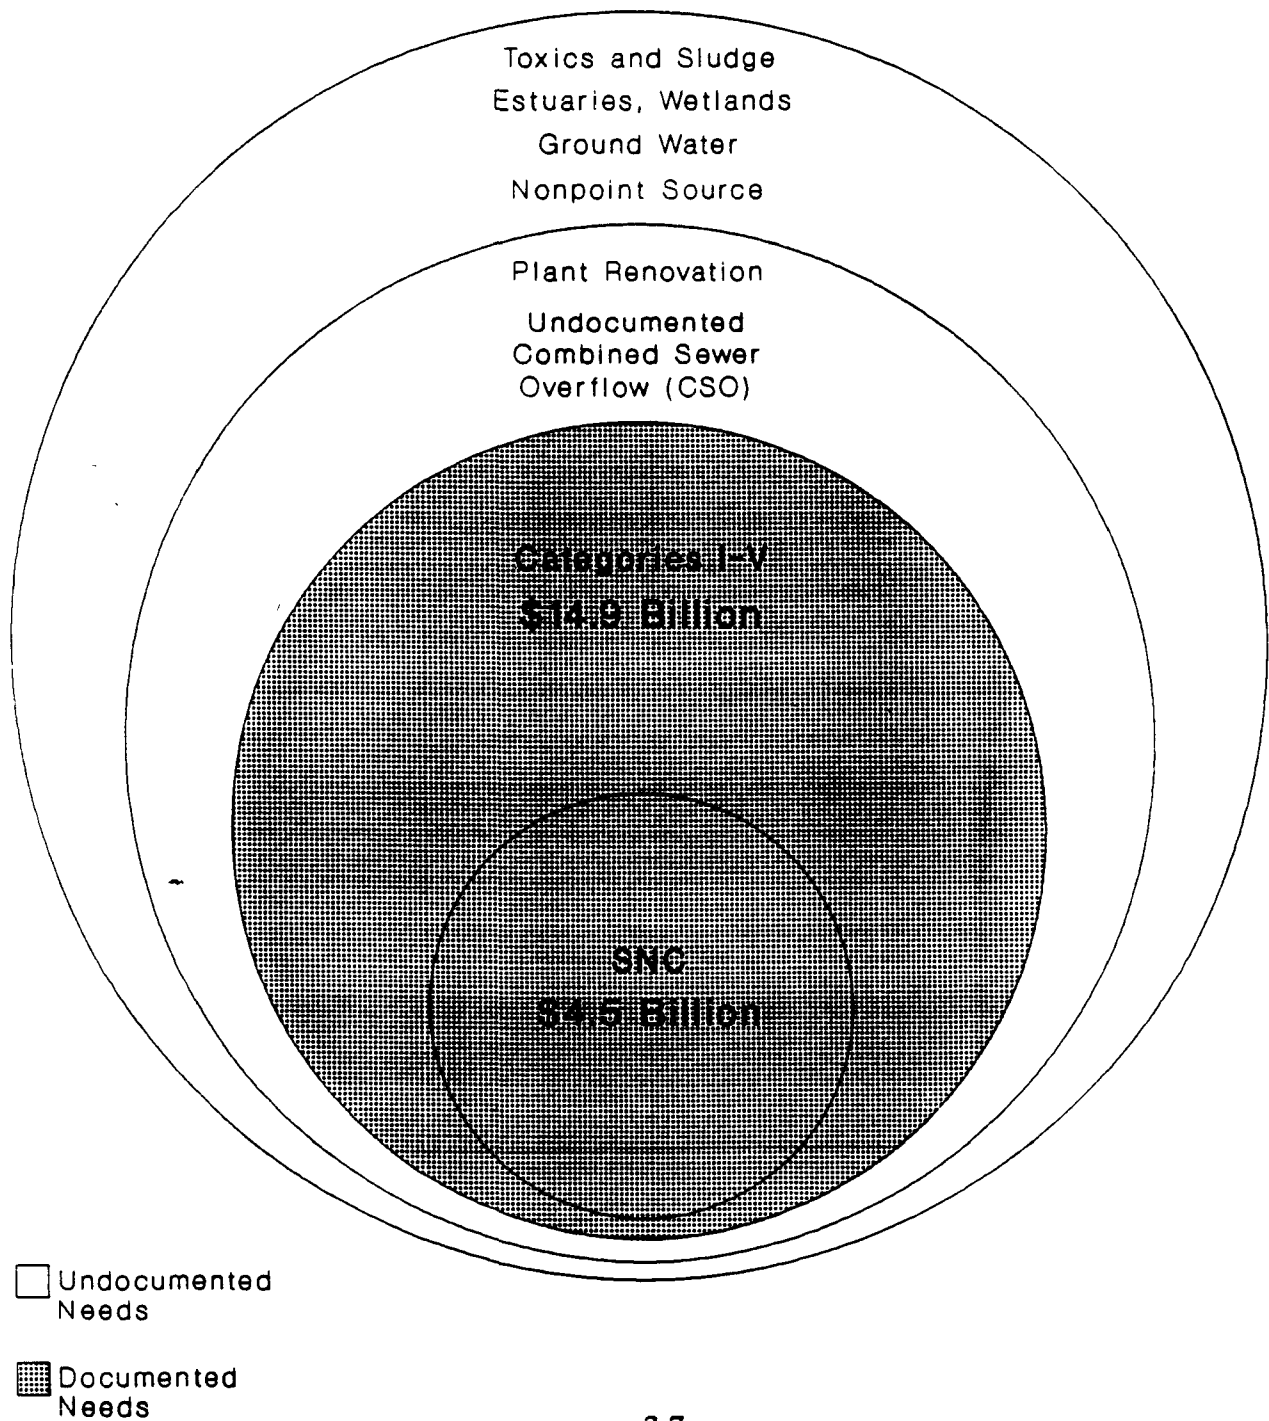 Toxics and Sludge
Estuaries, Wetlands
Ground Water
Nonpoint Source
Plant Renovation
Undocumented
Combined Sewer
Overflow (CSO)
Categories I-V
$14.9 Billion
SNC
$4.5 Billion
Undocumented
Needs
Documented
Needs